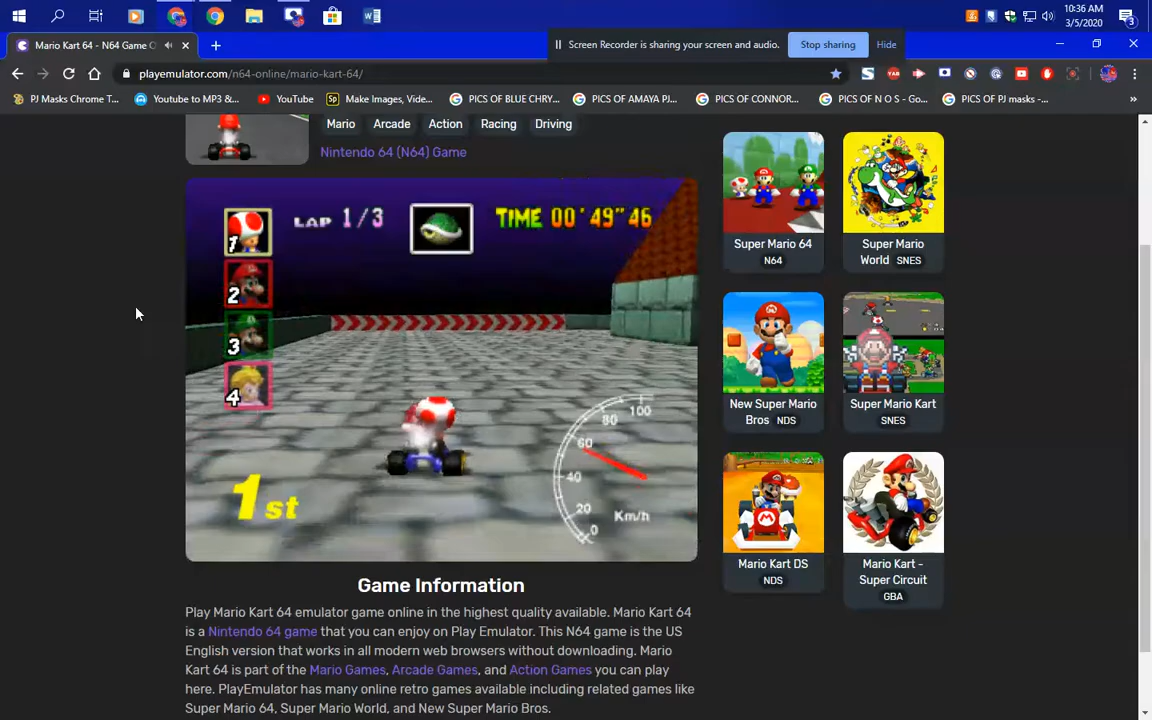 10:36 AM
3/5/2020
3
Mario Kart 64 - N64 Game O
Screen Recorder is sharing your screen and audio.
Stop sharing
Hide
playemulator.com/n64-online/mario-kart-64/
PJ Masks Chrome T...
Youtube to MP3 &...
YouTube
Sp
Make Images, Vide...
PICS OF BLUE CHRY...
PICS OF AMAYA PJ...
PICS OF CONNOR...
PICS OF N O S - Go...
PICS OF PJ masks -...
»
Mario
Arcade
Action
Racing
Driving
Nintendo 64 (N64) Game
LAP 1/3
TIME 00'49"46
1
2
3
4
1st
100
80
60
40
20
0
Km/h
Super Mario 64
N64
Super Mario
World SNES
New Super Mario
Bros NDS
Super Mario Kart
SNES
Mario Kart DS
NDS
Mario Kart -
Super Circuit
GBA
Game Information
Play Mario Kart 64 emulator game online in the highest quality available. Mario Kart 64
is a Nintendo 64 game that you can enjoy on Play Emulator. This N64 game is the US
English version that works in all modern web browsers without downloading. Mario
Kart 64 is part of the Mario Games, Arcade Games, and Action Games you can play
here. PlayEmulator has many online retro games available including related games like
Super Mario 64, Super Mario World, and New Super Mario Bros.